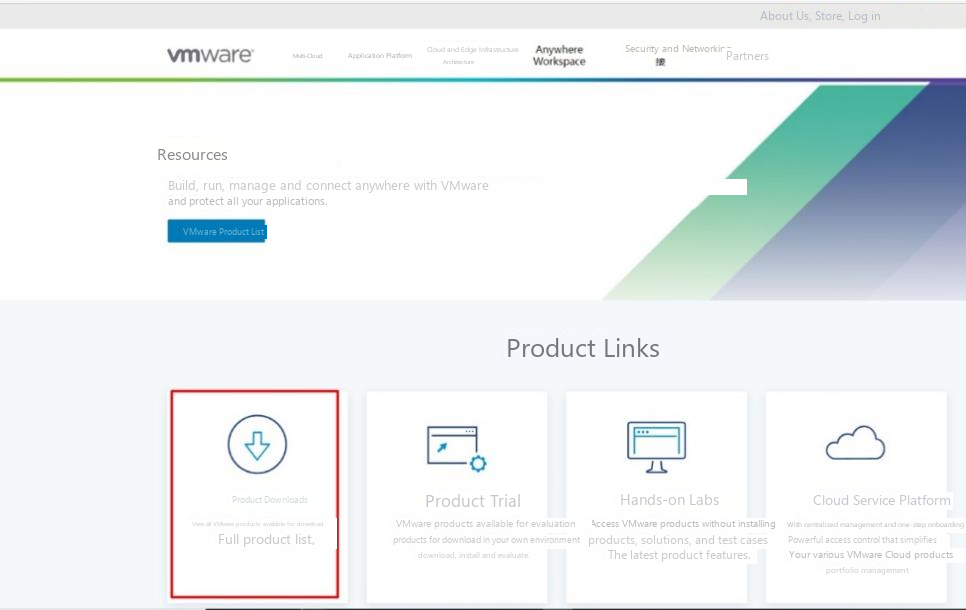 About Us, Store, Log in
vmware
Multi-Cloud
Application Platform
Cloud and Edge Infrastructure
Architecture
Anywhere
Workspace
Security and Networking
接
Partners
Resources
Build, run, manage and connect anywhere with VMware
and protect all your applications.
VMware Product List
Product Links
Product Downloads
View all VMware products available for download
Full product list,
Product Trial
VMware products available for evaluation
products for download in your own environment
download, install and evaluate.
Hands-on Labs
Access VMware products without installing
products, solutions, and test cases
The latest product features.
Cloud Service Platform
With centralized management and one-step onboarding
Powerful access control that simplifies
Your various VMware Cloud products
portfolio management